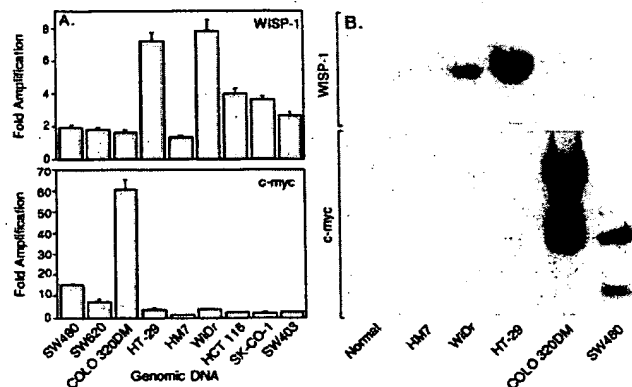 A.
WISP-1
Fold Amplification
8
6
4
2
0
c-myc
Fold Amplification
70
60
50
40
30
20
10
0
SW480
SW620
COLO 320DM
HT-29
HM7
WiDr
HCT 116
SK-CO-1
SW403
Genomic DNA
B.
WISP-1
c-myc
Normal
HM7
WiDr
HT-29
COLO 320DM
SW480